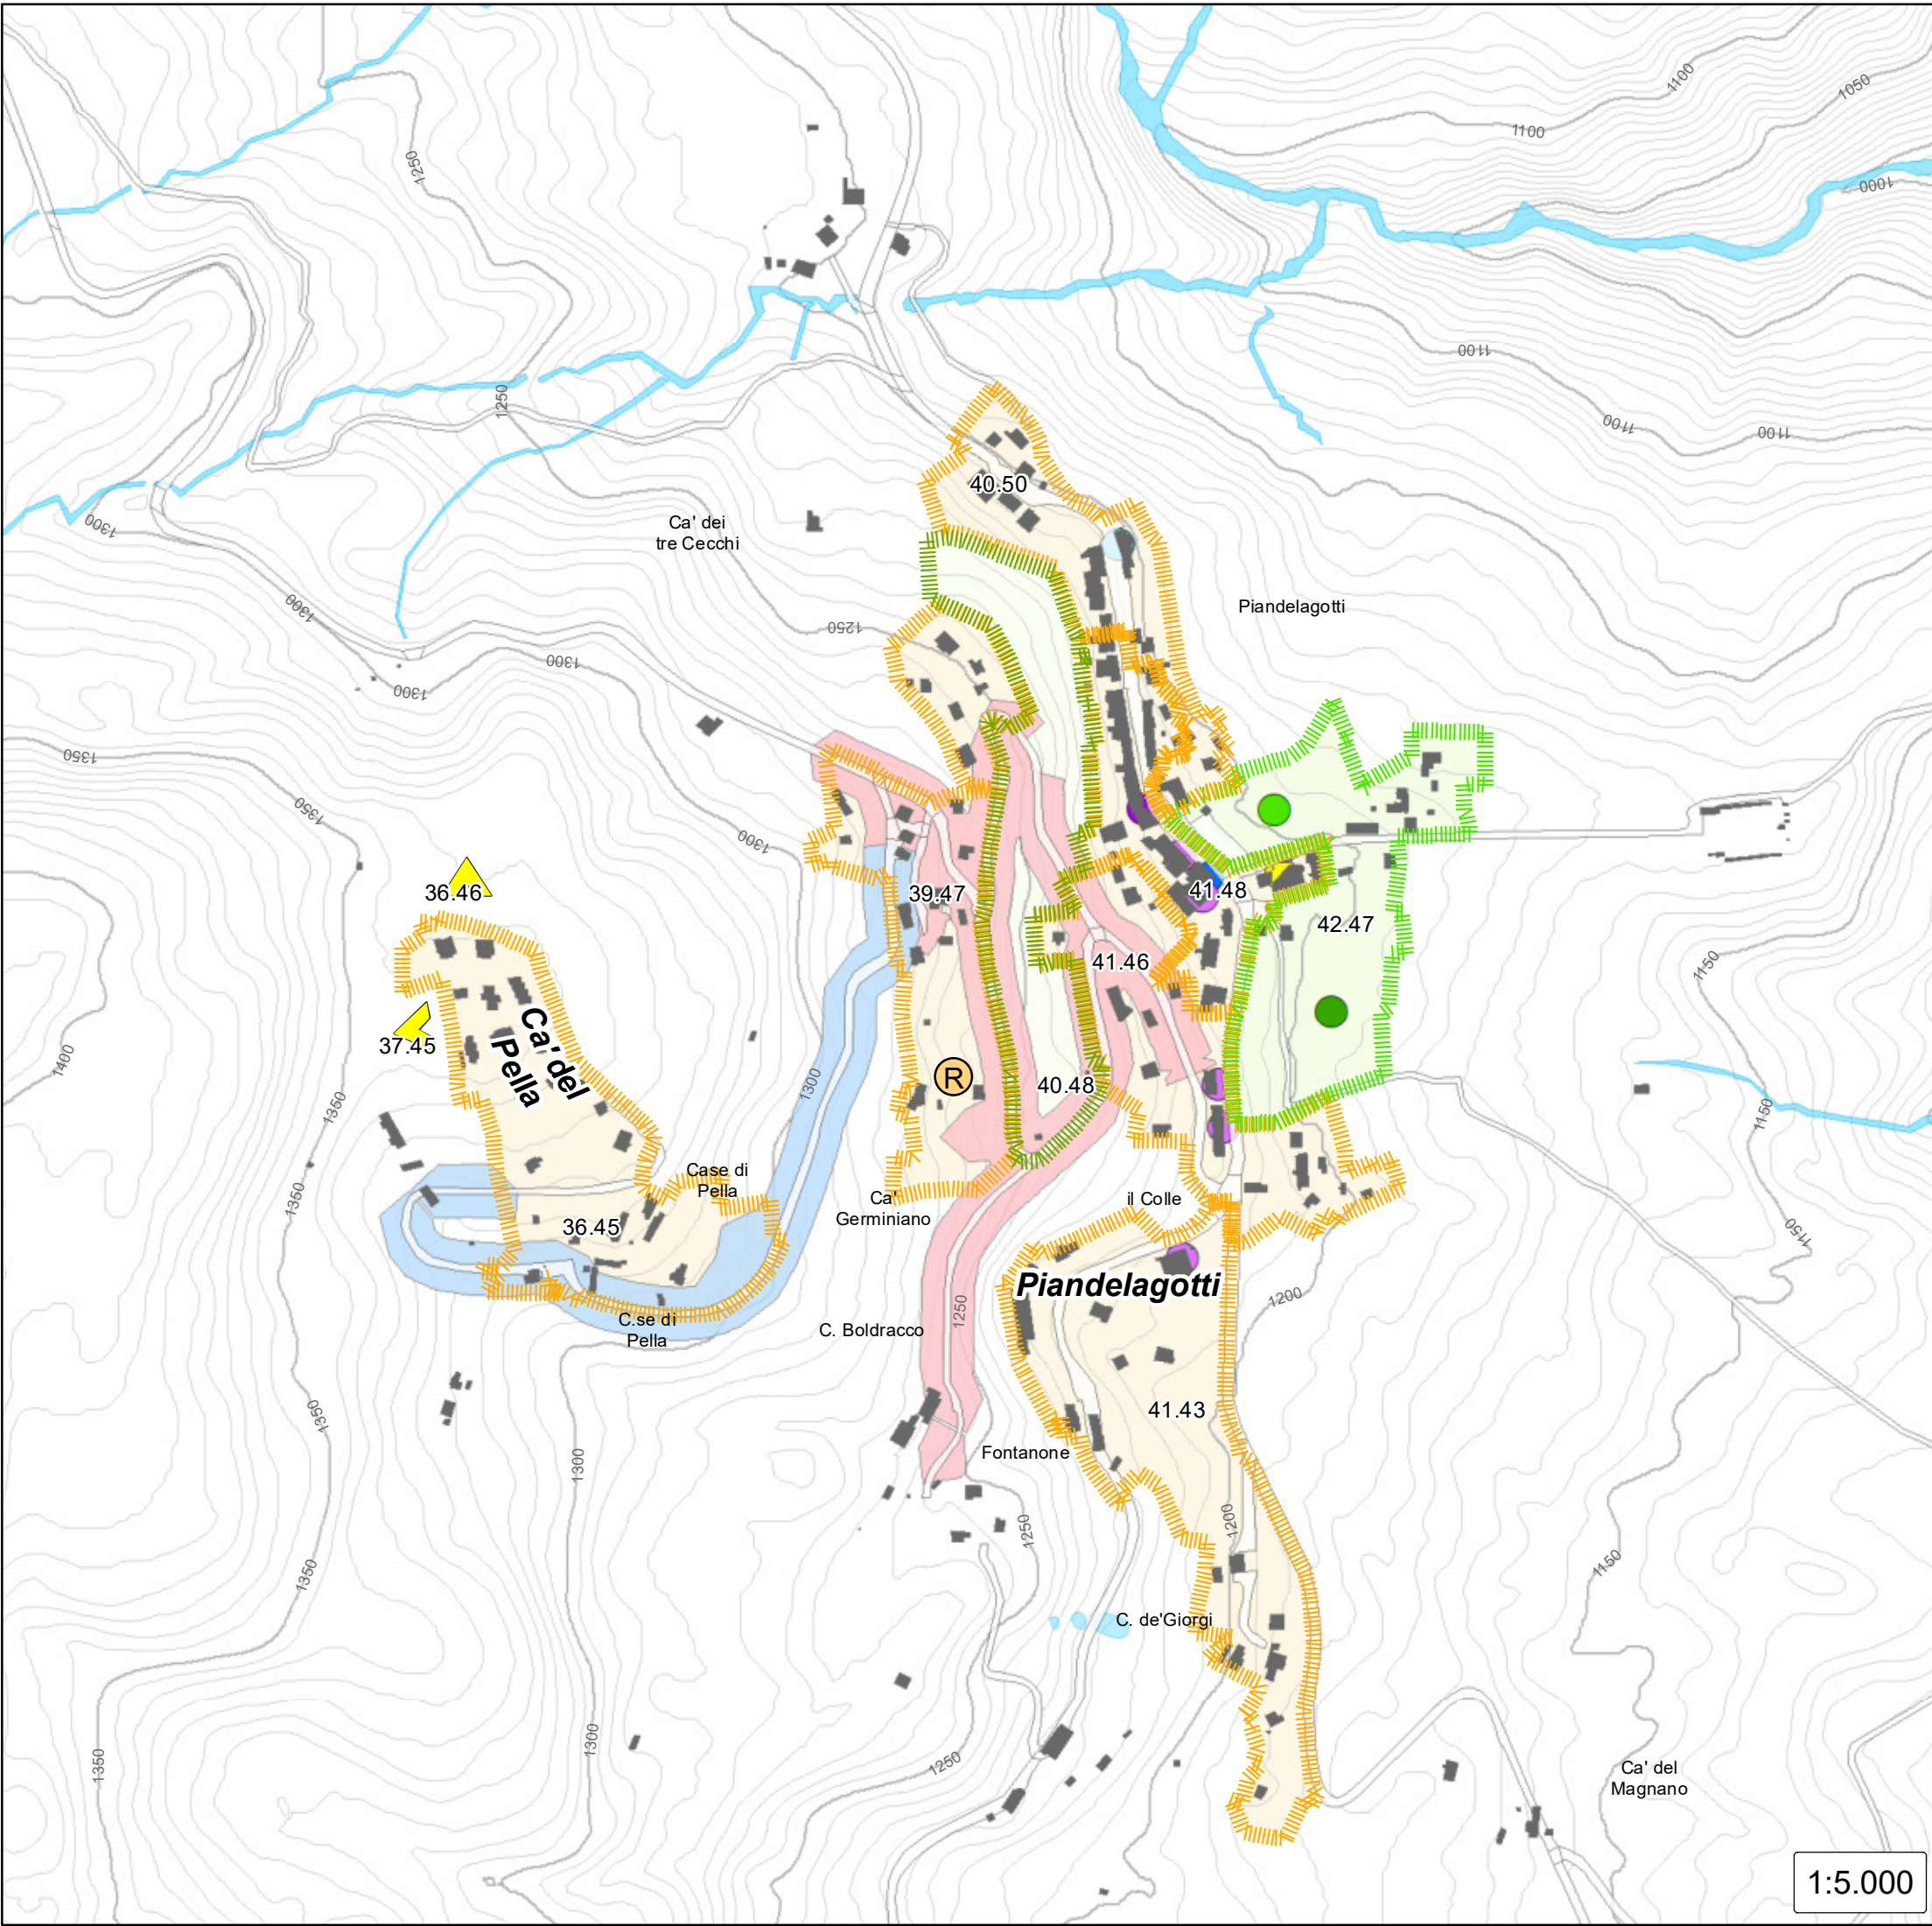 1100
1050
1100
1250
1000
1100
1250
1100
1100
40.50
1300
Ca' dei
tre Cecchi
Piandelagotti
1300
1250
1300
1300
1350
1350
1300
36.46
39.47
41.48
42.47
41.46
1150
37.45
Ca' del
Pella
1400
R
40.48
1300
1350
1150
Case di
Pella
1350
Ca'
Germiniano
il Colle
36.45
1150
Piandelagotti
1200
C.se di
Pella
C. Boldracco
1250
1350
41.43
Fontanone
1300
1200
1250
1350
1150
C. de'Giorgi
1300
1350
1250
Ca' del
Magnano
1:5.000